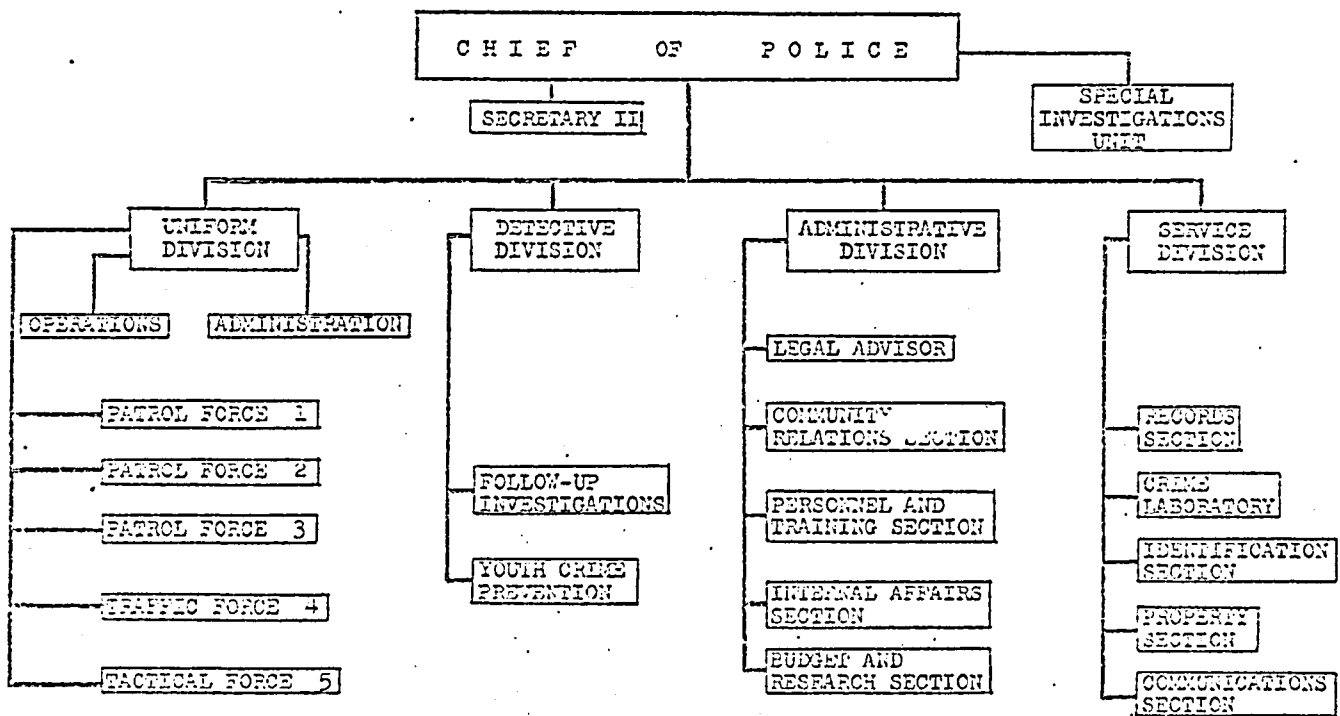 CHIEF OF POLICE
SECRETARY II
SPECIAL
INVESTIGATIONS
UNIT
UNIFORM
DIVISION
OPERATIONS
ADMINISTRATION
PATROL FORCE 1
PATROL FORCE 2
PATROL FORCE 3
TRAFFIC FORCE 4
TACTICAL FORCE 5
DETECTIVE
DIVISION
FOLLOW-UP
INVESTIGATIONS
YOUTH CRIME
PREVENTION
ADMINISTRATIVE
DIVISION
LEGAL ADVISOR
COMMUNITY
RELATIONS SECTION
PERSONNEL AND
TRAINING SECTION
INTERNAL AFFAIRS
SECTION
BUDGET AND
RESEARCH SECTION
SERVICE
DIVISION
RECORDS
SECTION
CRIME
LABORATORY
IDENTIFICATION
SECTION
PROPERTY
SECTION
COMMUNICATIONS
SECTION